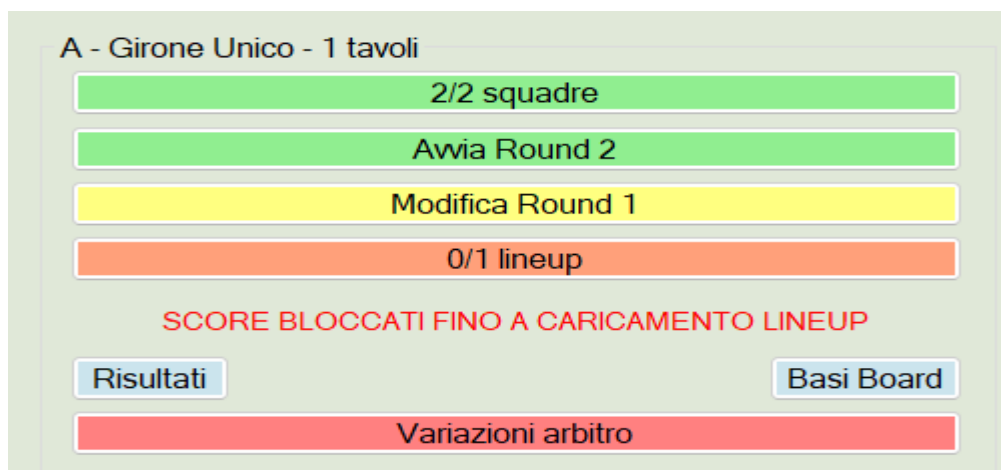 A - Girone Unico - 1 tavoli
2/2 squadre
Avvia Round 2
Modifica Round 1
0/1 lineup
SCORE BLOCCATI FINO A CARICAMENTO LINEUP
Risultati Basi Board
Variazioni arbitro